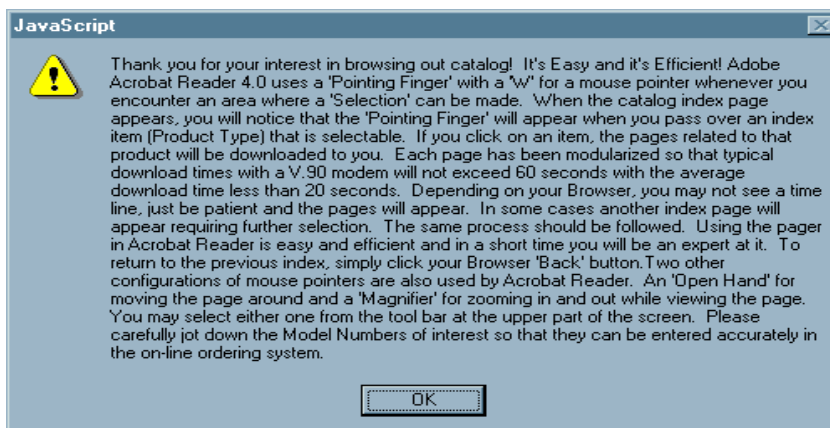 JavaScript
Thank you for your interest in browsing out catalog!  It's Easy and it's Efficient! Adobe
Acrobat Reader 4.0 uses a 'Pointing Finger' with a 'W' for a mouse pointer whenever you
encounter an area where a 'Selection' can be made.  When the catalog index page
appears, you will notice that the 'Pointing Finger' will appear when you pass over an index
item (Product Type) that is selectable.  If you click on an item, the pages related to that
product will be downloaded to you.  Each page has been modularized so that typical
download times with a V.90 modem will not exceed 60 seconds with the average
download time less than 20 seconds.  Depending on your Browser, you may not see a time
line, just be patient and the pages will appear.  In some cases another index page will
appear requiring further selection.  The same process should be followed.  Using the pager
in Acrobat Reader is easy and efficient and in a short time you will be an expert at it.  To
return to the previous index, simply click your Browser 'Back' button.Two other
configurations of mouse pointers are also used by Acrobat Reader.  An 'Open Hand' for
moving the page around and a 'Magnifier' for zooming in and out while viewing the page.
You may select either one from the tool bar at the upper part of the screen.  Please
carefully jot down the Model Numbers of interest so that they can be entered accurately in
the on-line ordering system.
OK